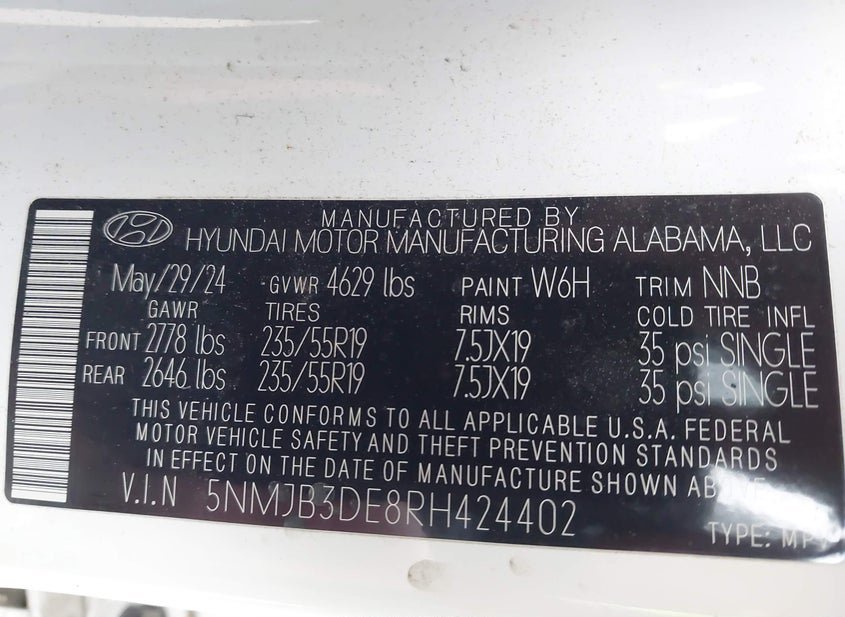 MANUFACTURED BY
HYUNDAI MOTOR MANUFACTURING ALABAMA, LLC
May/29/24 GVWR 4629 lbs PAINT W6H TRIM NNB
GAWR TIRES RIMS COLD TIRE INFL
FRONT 2778 lbs 235/55R19 7.5JX19 35 psi SINGLE
REAR 2646 lbs 235/55R19 7.5JX19 35 psi SINGLE
THIS VEHICLE CONFORMS TO ALL APPLICABLE U.S.A. FEDERAL
MOTOR VEHICLE SAFETY AND THEFT PREVENTION STANDARDS
IN EFFECT ON THE DATE OF MANUFACTURE SHOWN ABOVE.
V.I.N 5NMJB3DE8RH424402
TYPE: MPV